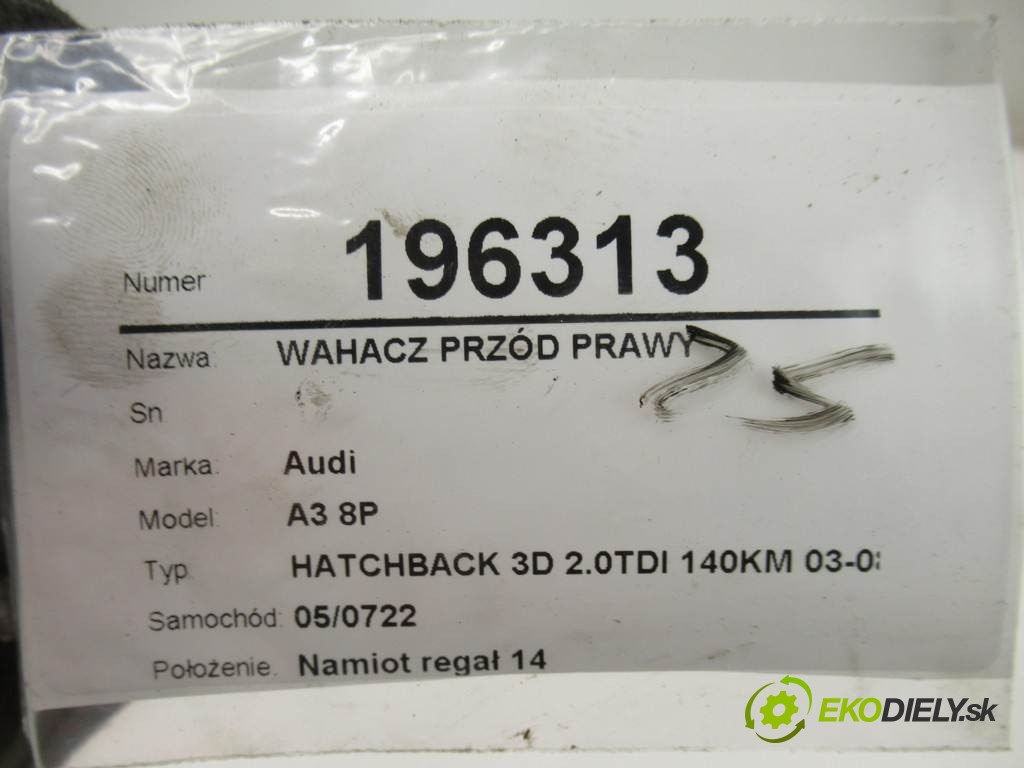 Numer 196313
Nazwa: WAHACZ PRZÓD PRAWY
Sn
Marka: Audi
Model: A3 8P
Typ HATCHBACK 3D 2.0TDI 140KM 03-0
Samochód: 05/0722
Położenie. Namiot regał 14
EKODIELY.sk